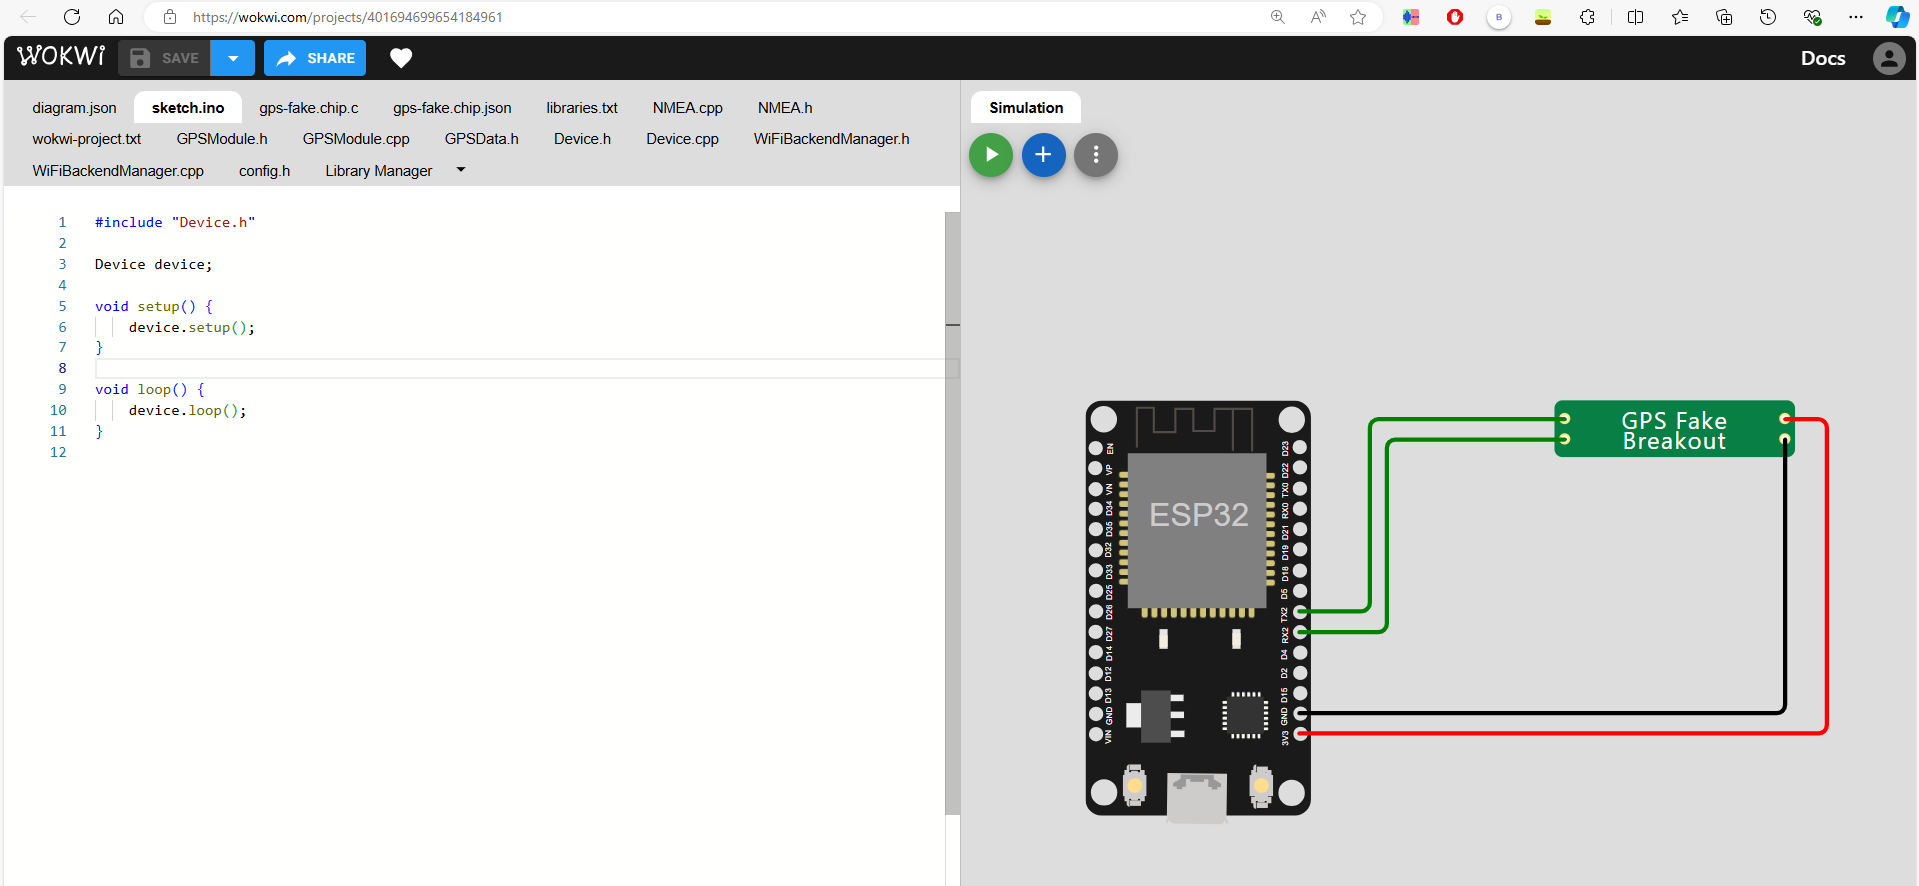 https://wokwi.com/projects/401694699654184961
B
WOKWi
SAVE
SHARE
Docs
diagram.json
sketch.ino
gps-fake.chip.c
gps-fake.chip.json
libraries.txt
NMEA.cpp
NMEA.h
wokwi-project.txt
GPSModule.h
GPSModule.cpp
GPSData.h
Device.h
Device.cpp
WiFiBackendManager.h
WiFiBackendManager.cpp
config.h
Library Manager
1 #include "Device.h"
2
3 Device device;
4
5 void setup() {
6 device.setup();
7 }
8
9 void loop() {
10 device.loop();
11 }
12
Simulation
ESP32
EN
VP
VN
D34
D35
D32
D33
D25
D26
D27
D14
D12
D13
GND
VIN
D23
D22
TX0
RX0
D21
D19
D18
D5
TX2
RX2
D4
D2
D15
GND
3V3
GPS Fake
Breakout